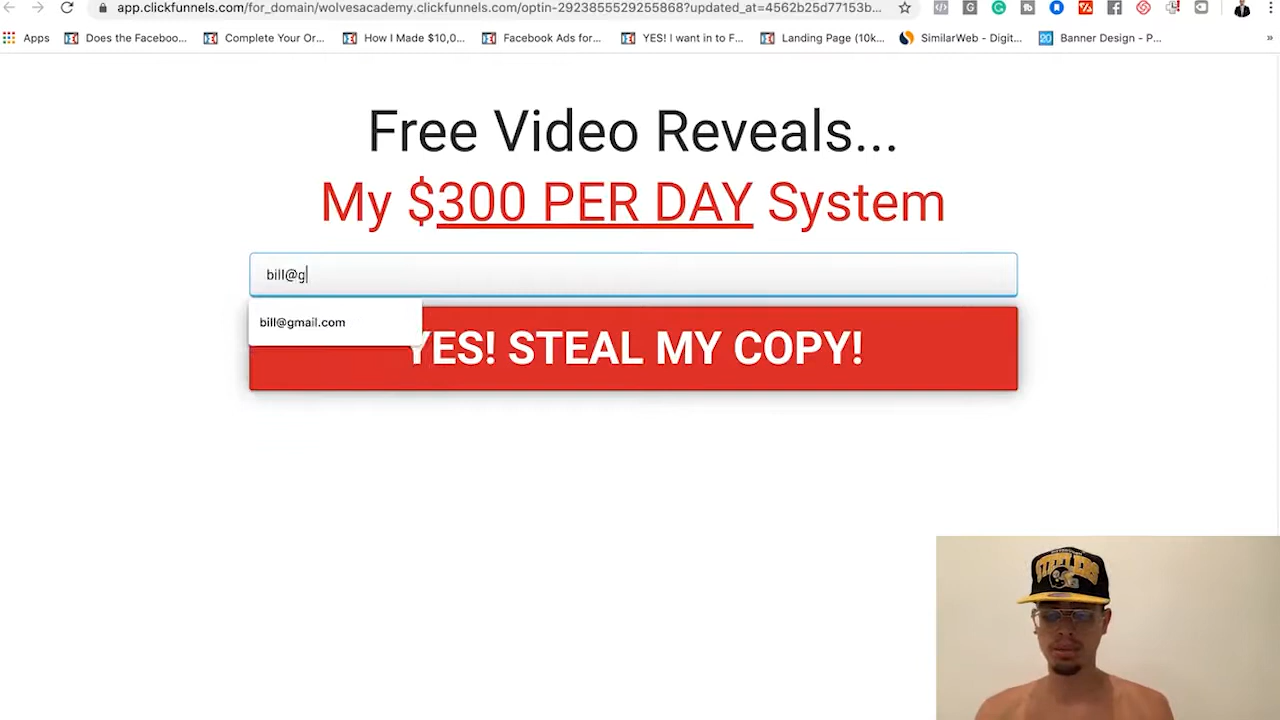 app.clickfunnels.com/for_domain/wolvesacademy.clickfunnels.com/optin-2923855529255868?updated_at=4562b25d77153b...
Apps Does the Faceboo... Complete Your Or... How I Made $10,0... Facebook Ads for... YES! I want in to F... Landing Page (10k... SimilarWeb - Digit... 20 Banner Design - P... »
Free Video Reveals...
My $300 PER DAY System
bill@g
bill@gmail.com
YES! STEAL MY COPY!
STEELERS